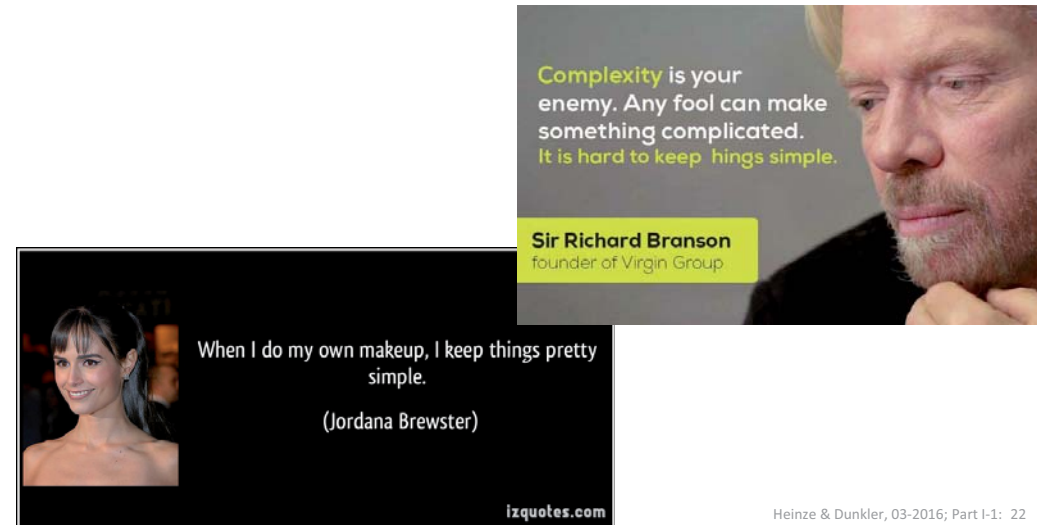 Complexity is your
enemy. Any fool can make
something complicated.
It is hard to keep hings simple.
Sir Richard Branson
founder of Virgin Group
When I do my own makeup, I keep things pretty
simple.
(Jordana Brewster)
izquotes.com
Heinze & Dunkler, 03-2016; Part I-1: 22